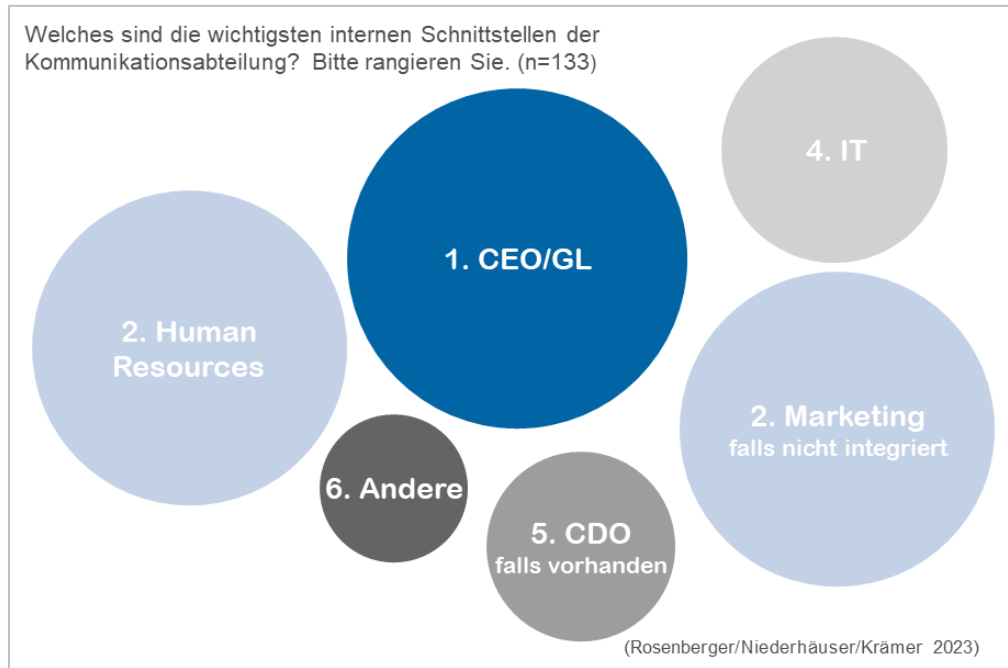 Welches sind die wichtigsten internen Schnittstellen der
Kommunikationsabteilung? Bitte rangieren Sie. (n=133)
4. IT
1. CEO/GL
2. Human
Resources
2. Marketing
falls nicht integriert
6. Andere
5. CDO
falls vorhanden
(Rosenberger/Niederhäuser/Krämer 2023)